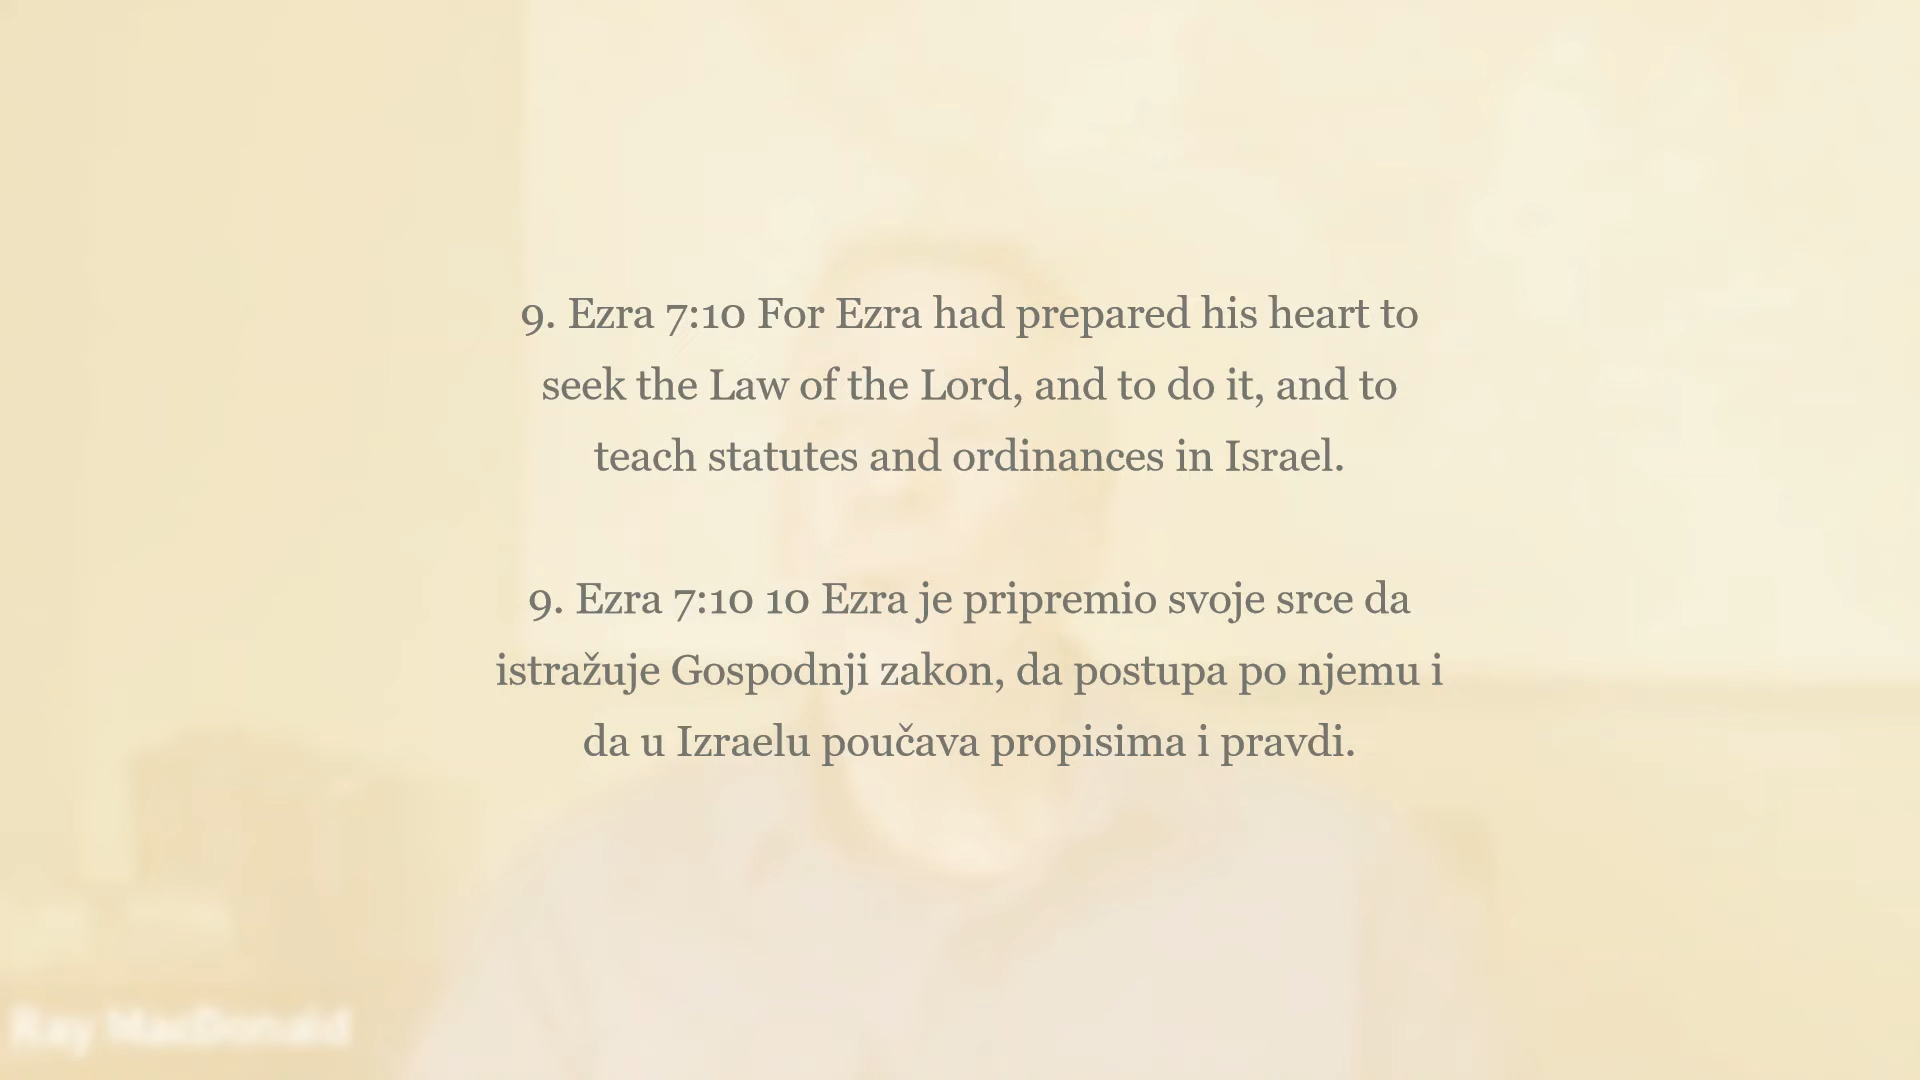 9. Ezra 7:10 For Ezra had prepared his heart to
seek the Law of the Lord, and to do it, and to
teach statutes and ordinances in Israel.
9. Ezra 7:10 10 Ezra je pripremio svoje srce da
istražuje Gospodnji zakon, da postupa po njemu i
da u Izraelu poučava propisima i pravdi.
Ray MacDonald